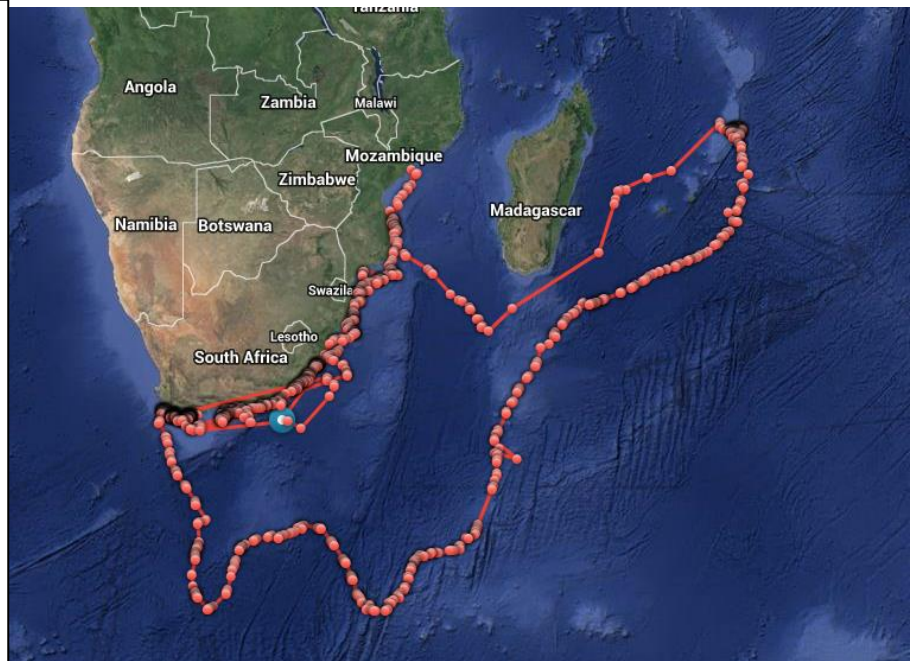 Tanzania
Angola
Zambia
Malawi
Mozambique
Zimbabwe
Madagascar
Namibia
Botswana
Swazila
Lesotho
South Africa